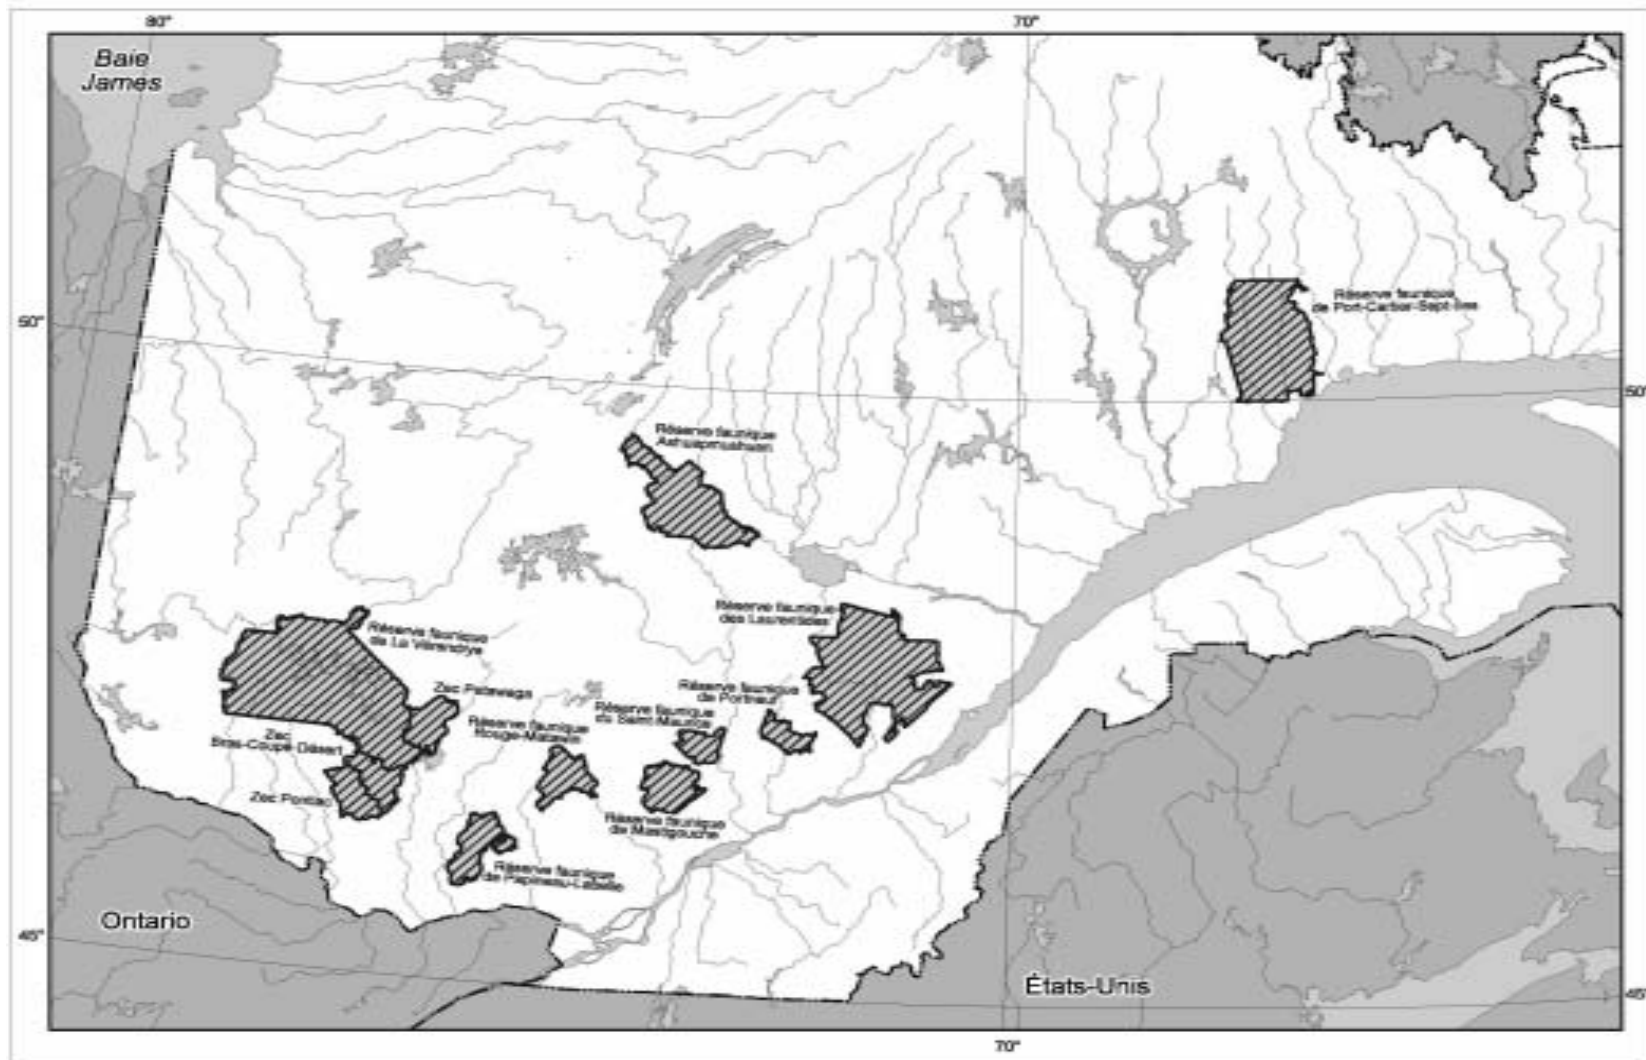 80°
70°
Baie
James
Réserve faunique
de Port-Cartier-Sept-Îles
50°
50°
Réserve faunique
Ashuapmushuan
Réserve faunique
des Laurentides
Réserve faunique
de La Vérendrye
Zec Petawaga
Réserve faunique
de Portneuf
Réserve faunique
du Saint-Maurice
Réserve faunique
Rouge-Matawin
Zec
Bras-Coupé-Désert
Zec Pontiac
Réserve faunique
de Mastigouche
Réserve faunique
de Papineau-Labelle
Ontario
45°
États-Unis
45°
70°